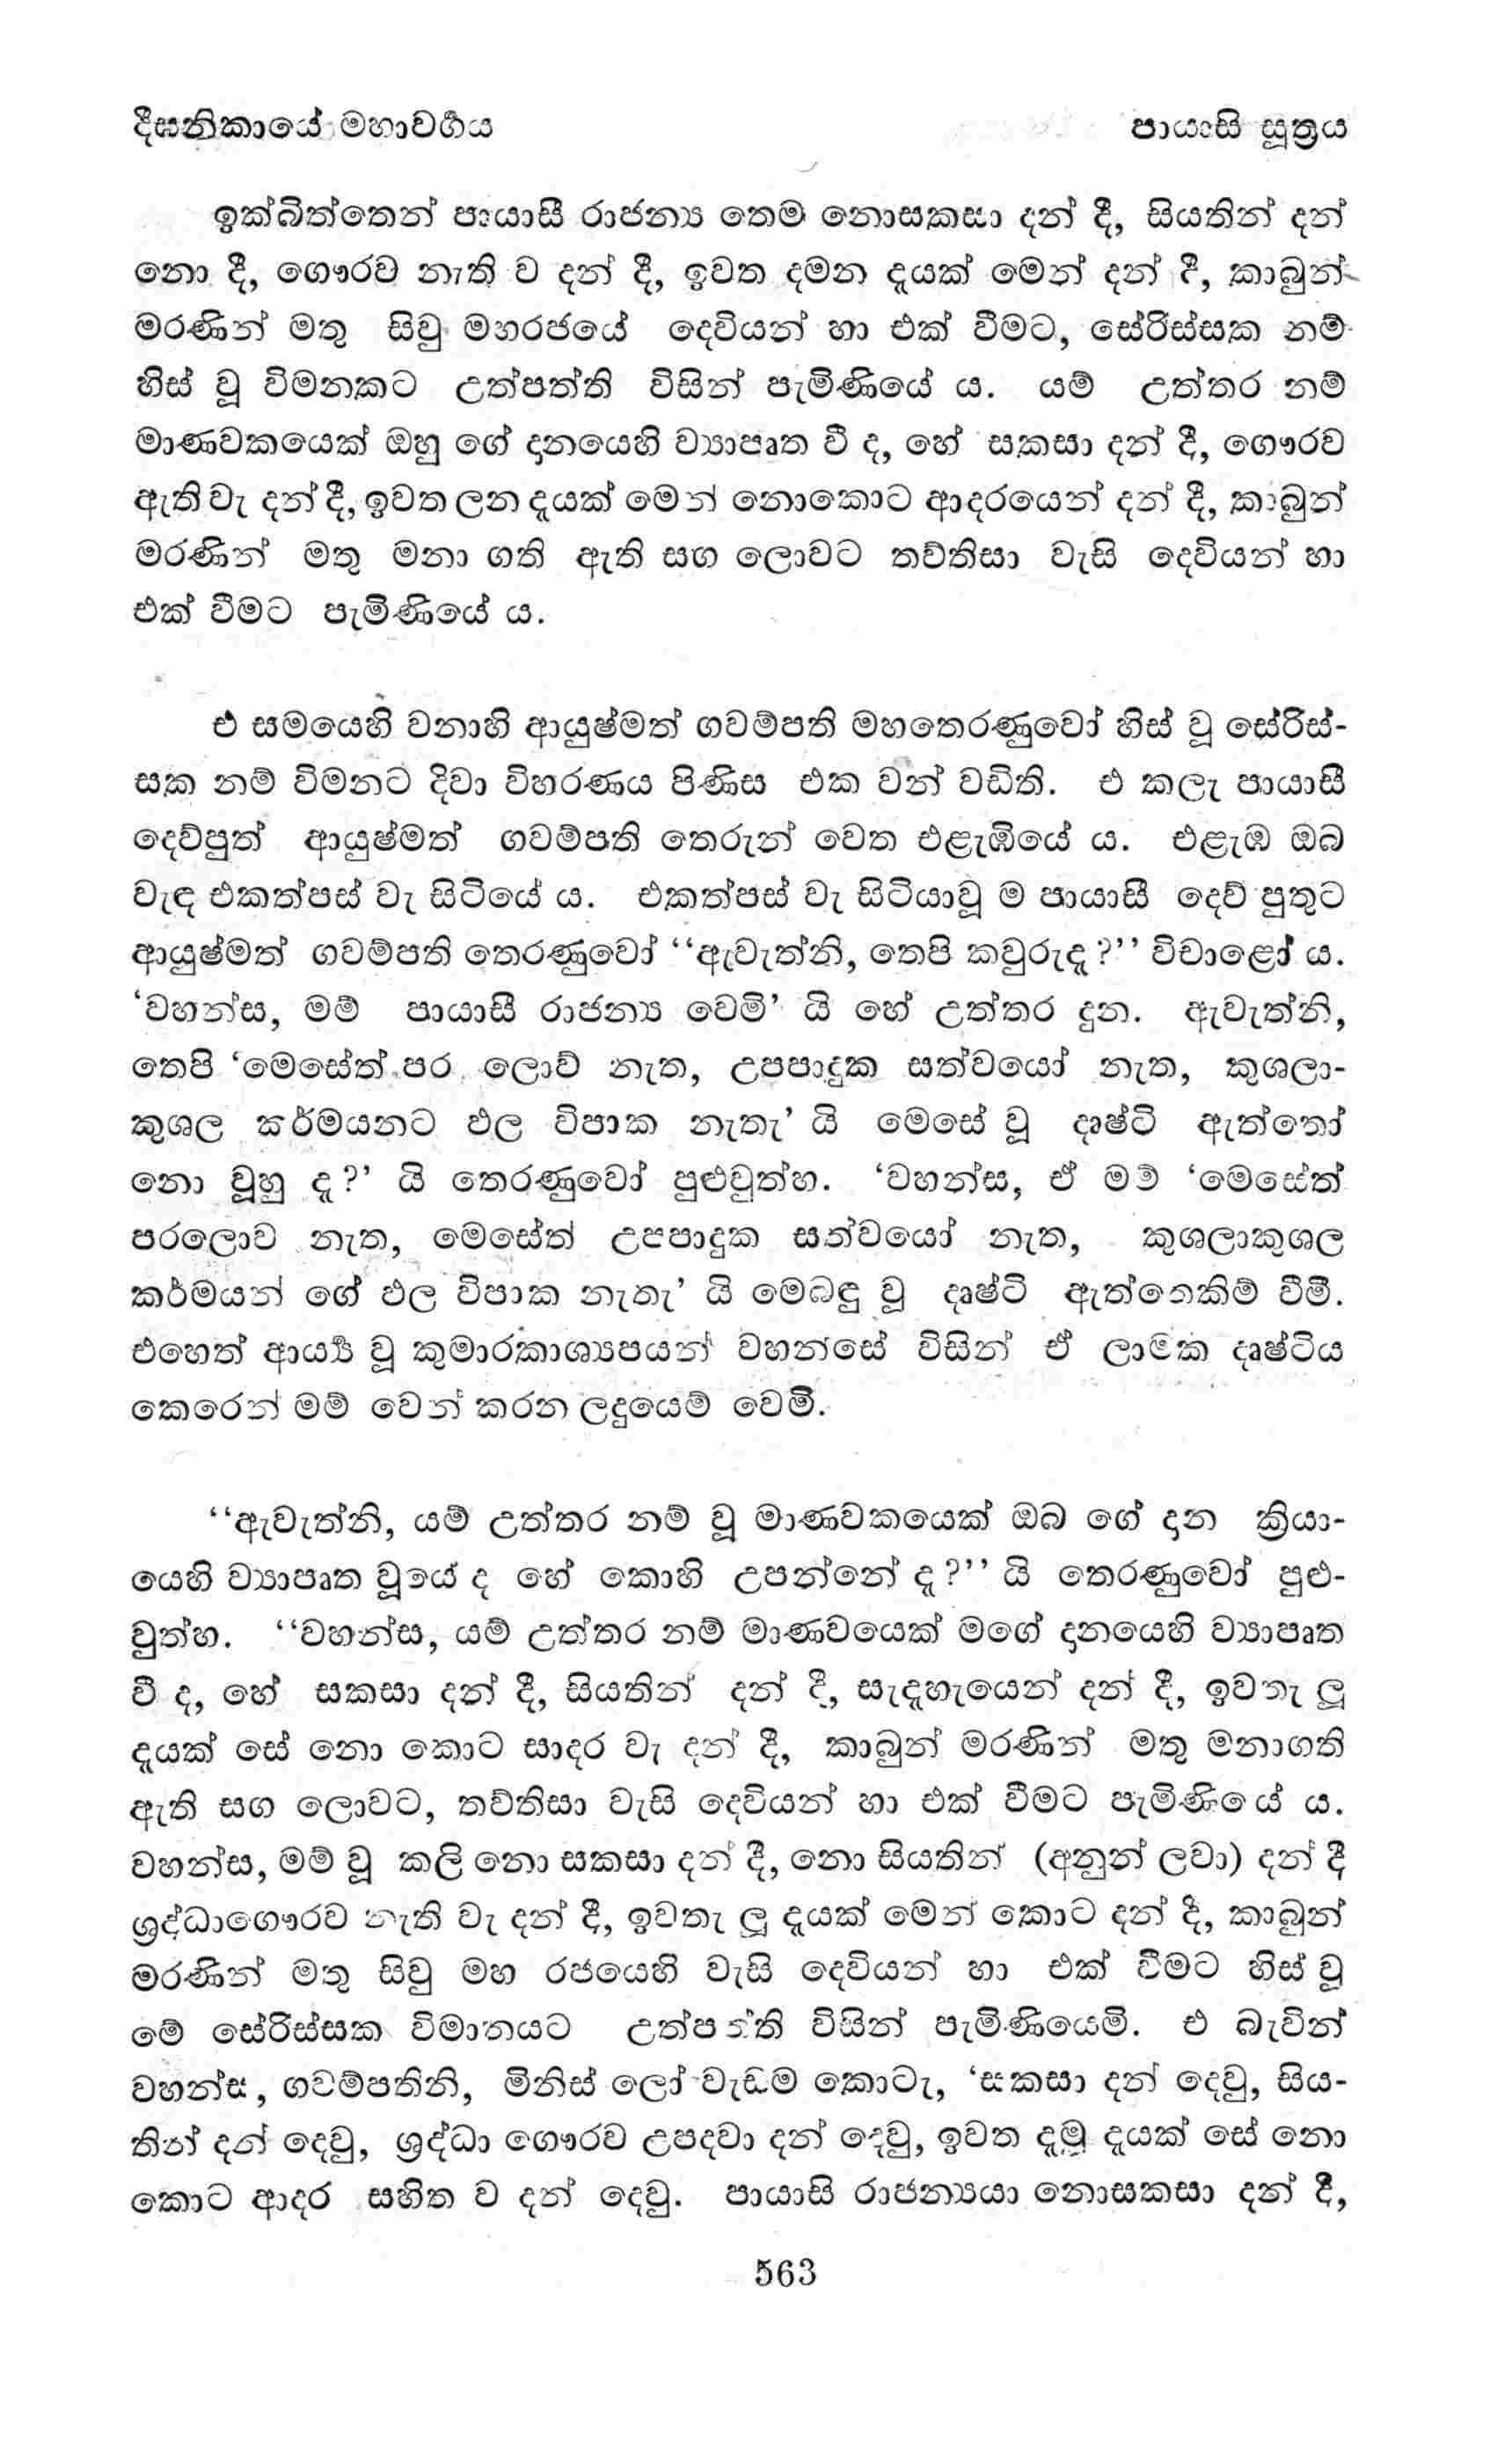 දීඝනිකායේ මහාවර්ගය
පායාසි සූත්‍රය
ඉක්බිත්තෙන් පායාසී රාජන්‍ය තෙම නොසකසා දන් දී, සියතින් දන්
නො දී, ගෞරව නැති ව දන් දී, ඉවත දමන දැයක් මෙන් දන් දී, කාබුන්
මරණින් මතු සිවු මහරජයේ දෙවියන් හා එක් වීමට, සේරිස්සක නම්
හිස් වූ විමනකට උත්පත්ති විසින් පැමිණියේ ය. යම් උත්තර නම්
මාණවකයෙක් ඔහු ගේ දානයෙහි ව්‍යාපෘත වී ද, හේ සකසා දන් දී, ගෞරව
ඇති වැ දන් දී, ඉවත ලන දැයක් මෙන් නොකොට ආදරයෙන් දන් දී, කාබුන්
මරණින් මතු මනා ගති ඇති සග ලොවට තව්තිසා වැසි දෙවියන් හා
එක් වීමට පැමිණියේ ය.
එ සමයෙහි වනාහි ආයුෂ්මත් ගවම්පති මහතෙරණුවෝ හිස් වූ සේරිස්-
සක නම් විමනට දිවා විහරණය පිණිස එක වන් වඩිති. එ කලැ පායාසී
දෙව්පුත් ආයුෂ්මත් ගවම්පති තෙරුන් වෙත එළැඹියේ ය. එළැඹ ඔබ
වැඳ එකත්පස් වැ සිටියේ ය. එකත්පස් වැ සිටියාවූ ම පායාසී දෙව් පුතුට
ආයුෂ්මත් ගවම්පති තෙරණුවෝ ‘‘ඇවැත්නි, තෙපි කවුරුදැ?’’ විචාළෝ ය.
‘වහන්ස, මම් පායාසී රාජන්‍ය වෙමි’ යි හේ උත්තර දුන. ඇවැත්නි,
තෙපි ‘මෙසේත් පර ලොව් නැත, උපපාදුක සත්වයෝ නැත, කුශලා-
කුශල කර්මයනට ඵල විපාක නැතැ’ යි මෙසේ වූ දෘෂ්ටි ඇත්තෝ
නො වූහු දැ?’ යි තෙරණුවෝ පුළුවුත්හ. ‘වහන්ස, ඒ මම් ‘මෙසේත්
පරලොව නැත, මෙසේත් උපපාදුක සත්වයෝ නැත, කුශලාකුශල
කර්මයන් ගේ ඵල විපාක නැතැ’ යි මෙබඳු වූ දෘෂ්ටි ඇත්තෙකිම් වීමී.
එහෙත් ආර්‍ය්‍ය වූ කුමාරකාශ්‍යපයන් වහන්සේ විසින් ඒ ලාමක දෘෂ්ටිය
කෙරෙන් මම් වෙන් කරන ලදුයෙම් වෙමි.
‘‘ඇවැත්නි, යම් උත්තර නම් වූ මාණවකයෙක් ඔබ ගේ දාන ක්‍රියා-
යෙහි ව්‍යාපෘත වූයේ ද හේ කොහි උපන්නේ දැ?’’ යි තෙරණුවෝ පුළු-
වුත්හ. ‘‘වහන්ස, යම් උත්තර නම් මාණවයෙක් මගේ දානයෙහි ව්‍යාපෘත
වී ද, හේ සකසා දන් දී, සියතින් දන් දී, සැදැහැයෙන් දන් දී, ඉවතැ ලූ
දැයක් සේ නො කොට සාදර වැ දන් දී, කාබුන් මරණින් මතු මනාගති
ඇති සග ලොවට, තව්තිසා වැසි දෙවියන් හා එක් වීමට පැමිණියේ ය.
වහන්ස, මම් වූ කලි නො සකසා දන් දී, නො සියතින් (අනුන් ලවා) දන් දී
ශ්‍රද්ධාගෞරව නැති වැ දන් දී, ඉවතැ ලූ දැයක් මෙන් කොට දන් දී, කාබුන්
මරණින් මතු සිවු මහ රජයෙහි වැසි දෙවියන් හා එක් වීමට හිස් වූ
මේ සේරිස්සක විමානයට උත්පත්ති විසින් පැමිණියෙමි. එ බැවින්
වහන්ස, ගවම්පතිනි, මිනිස් ලෝ වැඩම කොටැ, ‘සකසා දන් දෙවු, සිය-
තින් දන් දෙවු, ශ්‍රද්ධා ගෞරව උපදවා දන් දෙවු, ඉවත දැමූ දැයක් සේ නො
කොට ආදර සහිත ව දන් දෙවු. පායාසි රාජන්‍යයා නොසකසා දන් දී,
563